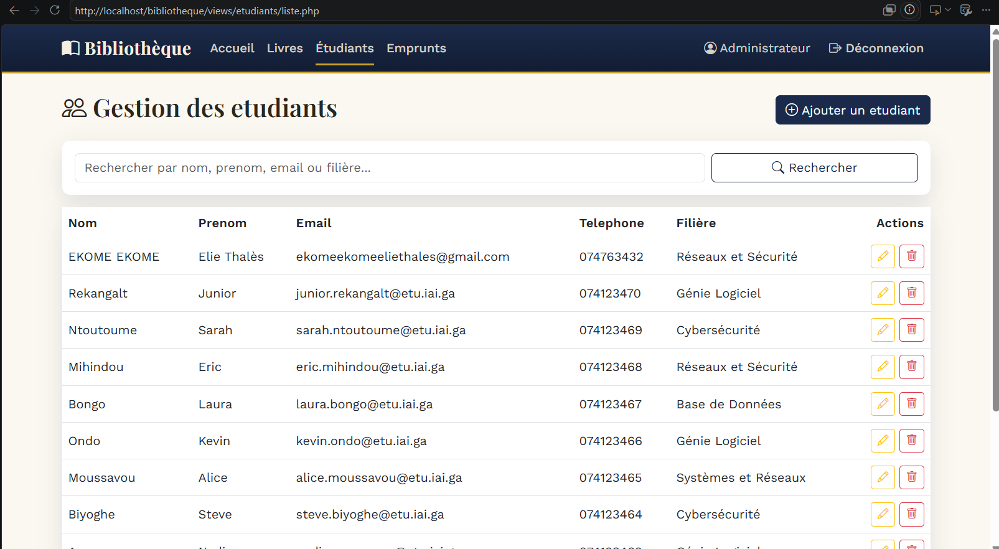 http://localhost/bibliotheque/views/etudiants/liste.php
Bibliothèque Accueil Livres Étudiants Emprunts Administrateur Déconnexion
Gestion des etudiants Ajouter un etudiant
Rechercher par nom, prenom, email ou filière... Rechercher
Nom Prenom Email Telephone Filière Actions
EKOME EKOME Elie Thalès ekomeekomeeliethales@gmail.com 074763432 Réseaux et Sécurité
Rekangalt Junior junior.rekangalt@etu.iai.ga 074123470 Génie Logiciel
Ntoutoume Sarah sarah.ntoutoume@etu.iai.ga 074123469 Cybersécurité
Mihindou Eric eric.mihindou@etu.iai.ga 074123468 Réseaux et Sécurité
Bongo Laura laura.bongo@etu.iai.ga 074123467 Base de Données
Ondo Kevin kevin.ondo@etu.iai.ga 074123466 Génie Logiciel
Moussavou Alice alice.moussavou@etu.iai.ga 074123465 Systèmes et Réseaux
Biyoghe Steve steve.biyoghe@etu.iai.ga 074123464 Cybersécurité